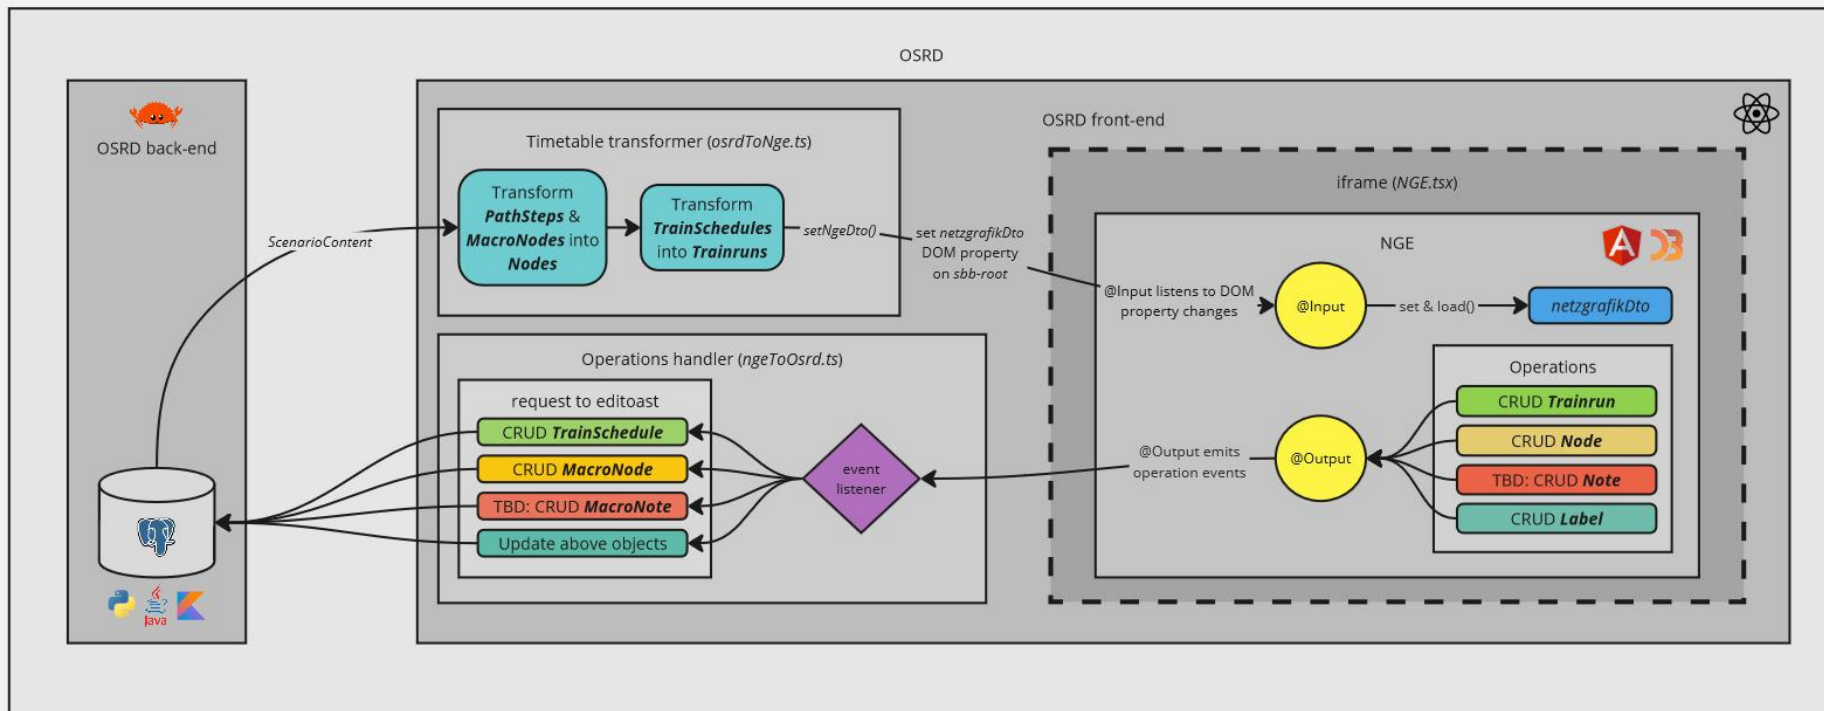 OSRD
OSRD back-end
Java
ScenarioContent
OSRD front-end
Timetable transformer (osrdToNge.ts)
Transform
PathSteps &
MacroNodes into
Nodes
Transform
TrainSchedules
into Trainruns
setNgeDto()
set netzgrafikDto
DOM property
on sbb-root
iframe (NGE.tsx)
NGE
@Input listens to DOM
property changes
@Input
set & load()
netzgrafikDto
Operations
CRUD Trainrun
CRUD Node
TBD: CRUD Note
CRUD Label
@Output
@Output emits
operation events
Operations handler (ngeToOsrd.ts)
event
listener
request to editoast
CRUD TrainSchedule
CRUD MacroNode
TBD: CRUD MacroNote
Update above objects